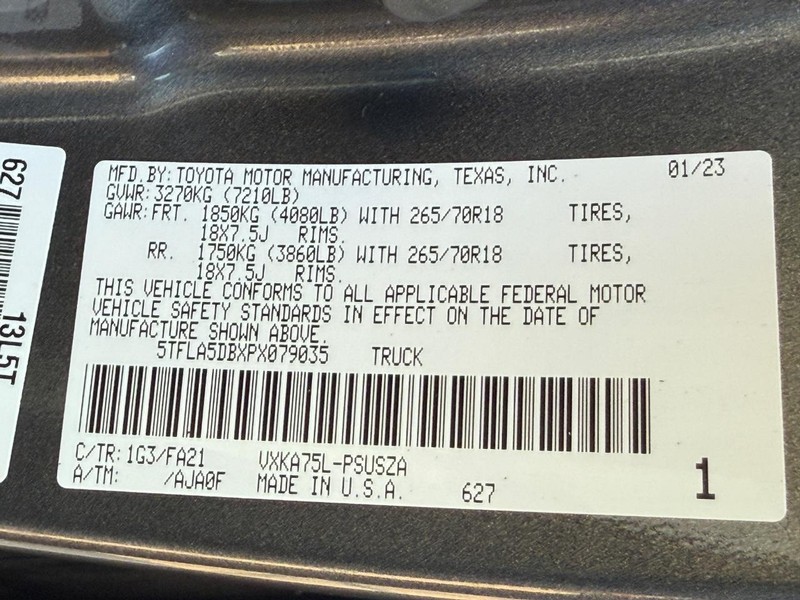 MFD.BY: TOYOTA MOTOR MANUFACTURING, TEXAS, INC. 01/23
GVWR: 3270KG (7210LB)
GAWR: FRT. 1850KG (4080LB) WITH 265/70R18 TIRES,
18X7.5J RIMS.
RR. 1750KG (3860LB) WITH 265/70R18 TIRES,
18X7.5J RIMS.
THIS VEHICLE CONFORMS TO ALL APPLICABLE FEDERAL MOTOR
VEHICLE SAFETY STANDARDS IN EFFECT ON THE DATE OF
MANUFACTURE SHOWN ABOVE.
5TFLA5DBXPX079035 TRUCK
C/TR: 1G3/FA21 VXKA75L-PSUSZA
A/TM: /AJA0F MADE IN U.S.A. 627
1
627
13L5T